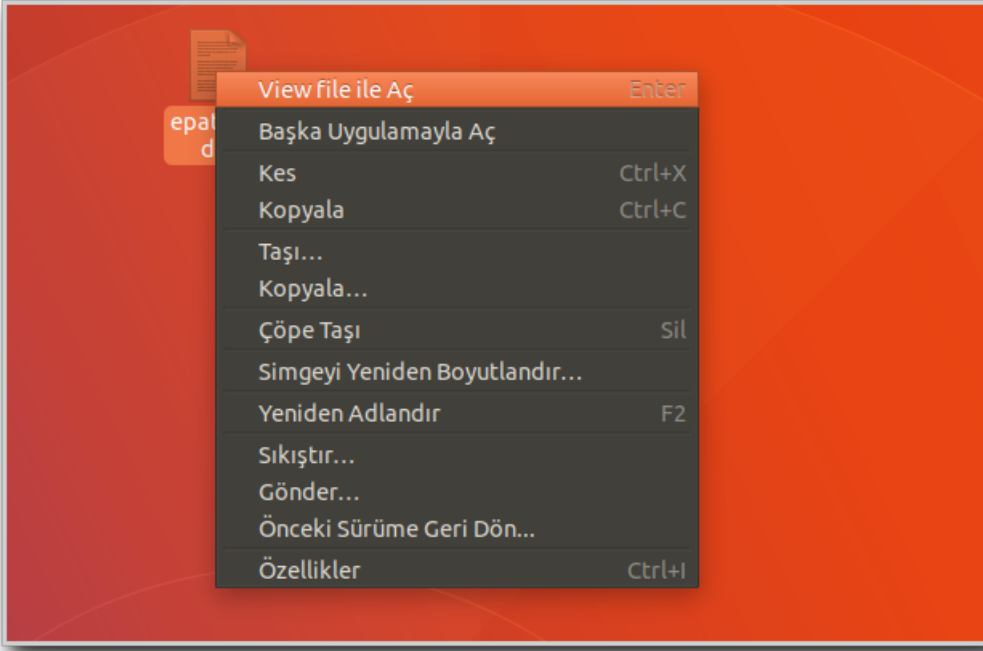 epat
d
View file ile Aç Enter
Başka Uygulamayla Aç
Kes Ctrl+X
Kopyala Ctrl+C
Taşı...
Kopyala...
Çöpe Taşı Sil
Simgeyi Yeniden Boyutlandır...
Yeniden Adlandır F2
Sıkıştır...
Gönder...
Önceki Sürüme Geri Dön...
Özellikler Ctrl+I